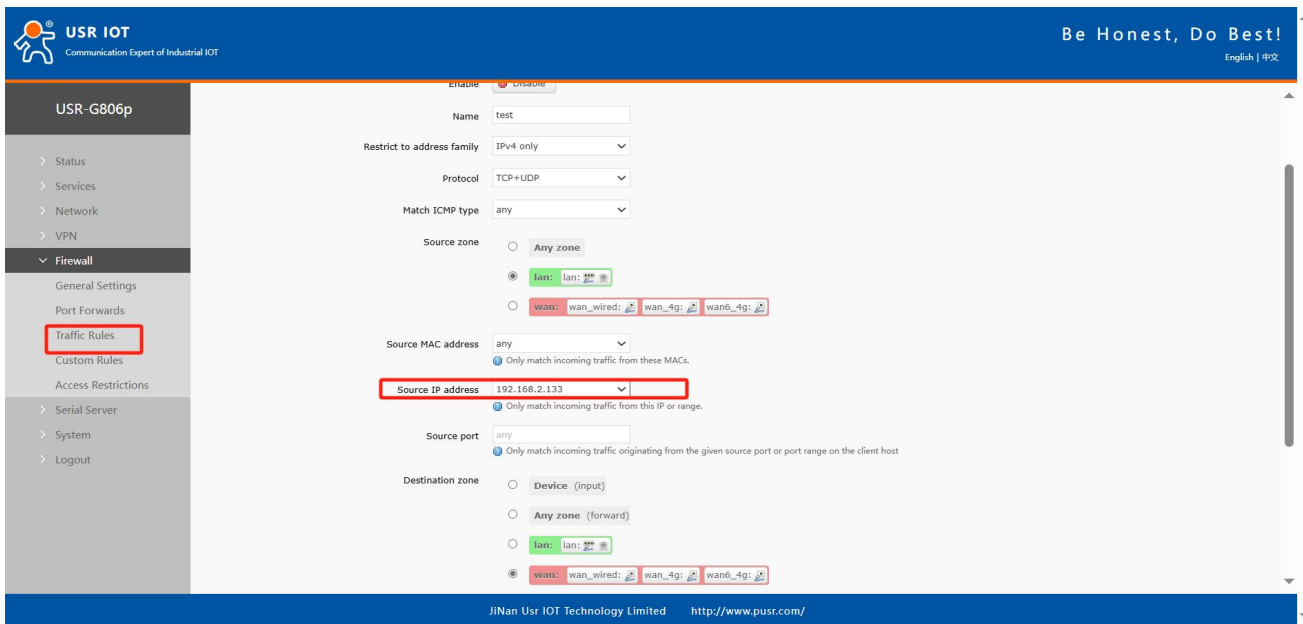 USR IOT
Communication Expert of Industrial IOT
Be Honest, Do Best!
English | 中文
USR-G806p
Status
Services
Network
VPN
Firewall
General Settings
Port Forwards
Traffic Rules
Custom Rules
Access Restrictions
Serial Server
System
Logout
Enable Disable
Name test
Restrict to address family IPv4 only
Protocol TCP+UDP
Match ICMP type any
Source zone Any zone
lan: lan:
wan: wan_wired: wan_4g: wan6_4g:
Source MAC address any
Only match incoming traffic from these MACs.
Source IP address 192.168.2.133
Only match incoming traffic from this IP or range.
Source port any
Only match incoming traffic originating from the given source port or port range on the client host
Destination zone Device (input)
Any zone (forward)
lan: lan:
wan: wan_wired: wan_4g: wan6_4g:
JiNan Usr IOT Technology Limited http://www.pusr.com/